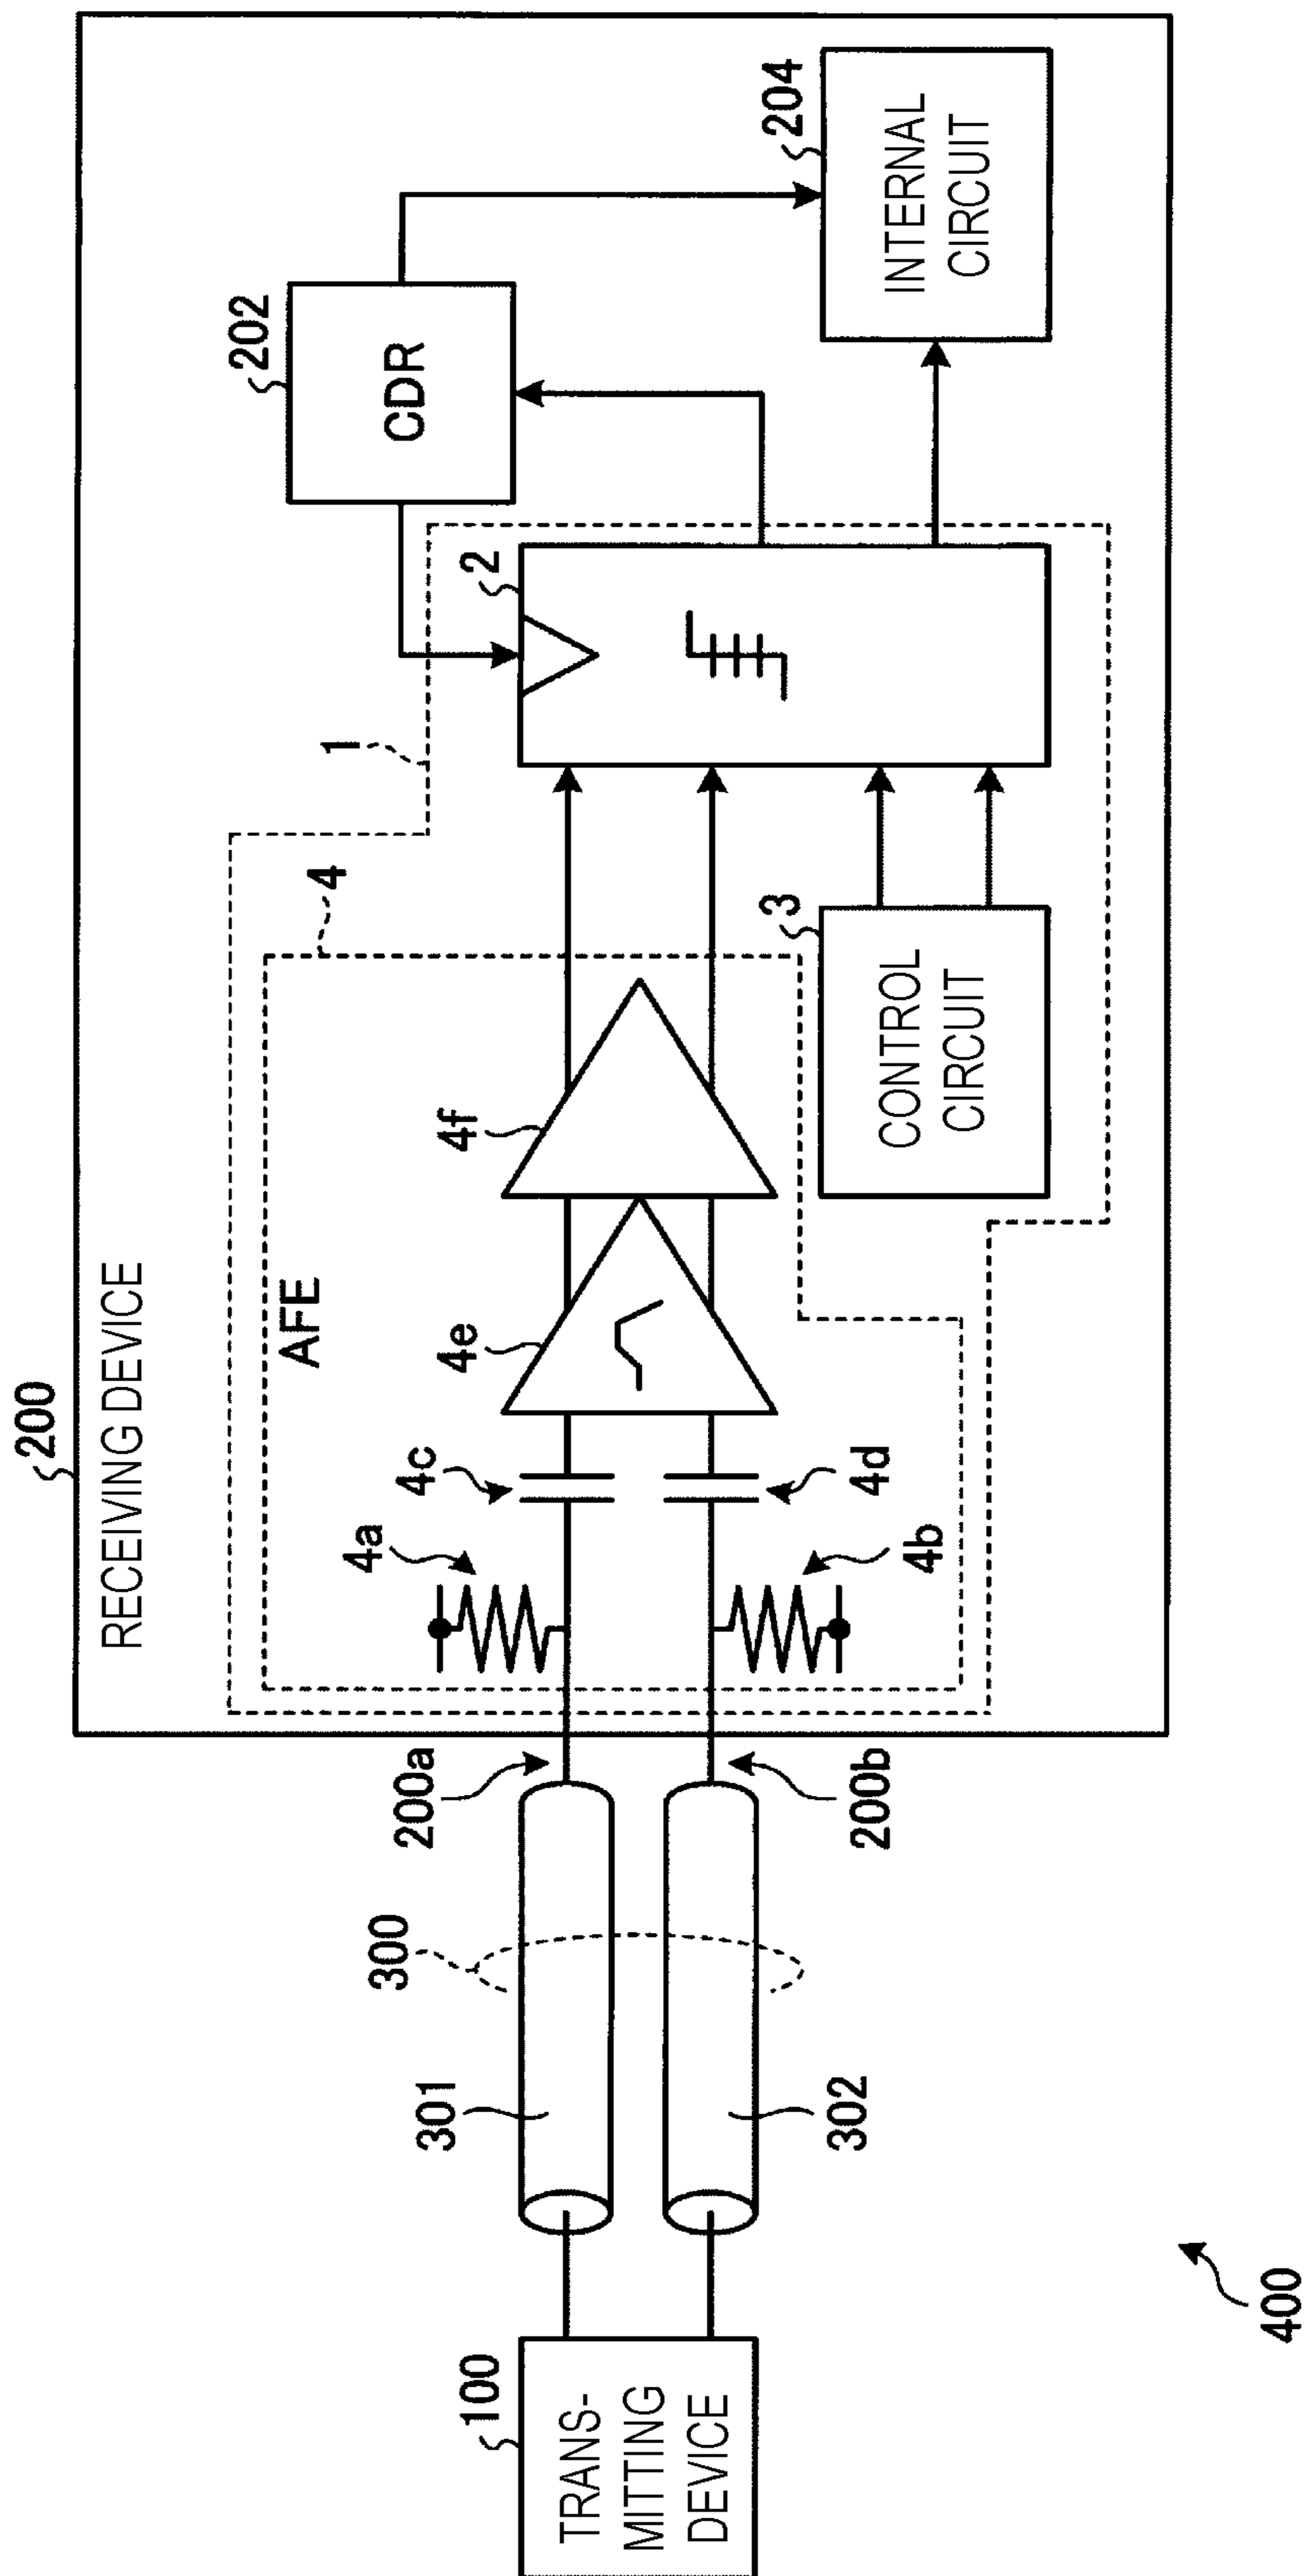 200
RECEIVING DEVICE
202
CDR
204
INTERNAL
CIRCUIT
1
2
4
AFE
4f
4e
3
CONTROL
CIRCUIT
4c
4a
4d
4b
200a
200b
300
301
302
100
TRANS-
MITTING
DEVICE
400